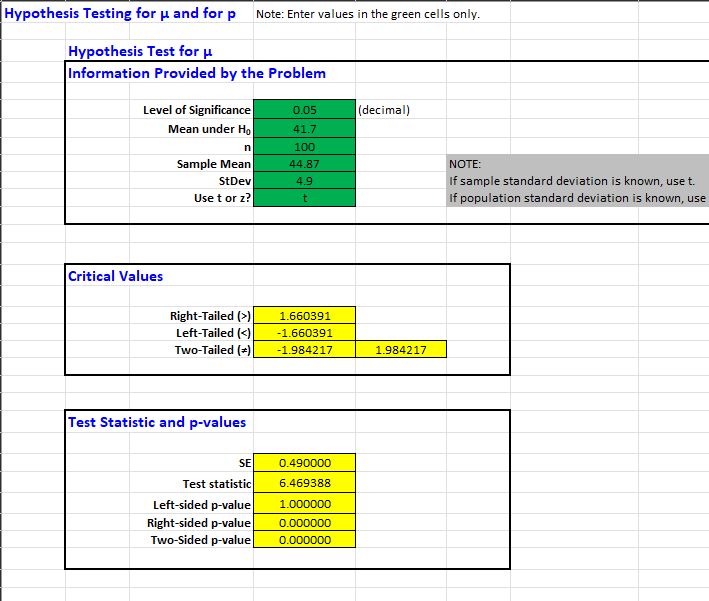 Hypothesis Testing for µ and for p Note: Enter values in the green cells only.
Hypothesis Test for µ
Information Provided by the Problem
Level of Significance 0.05 (decimal)
Mean under H₀ 41.7
n 100
Sample Mean 44.87 NOTE:
StDev 4.9 If sample standard deviation is known, use t.
Use t or z? t If population standard deviation is known, use
Critical Values
Right-Tailed (>) 1.660391
Left-Tailed (<) -1.660391
Two-Tailed (≠) -1.984217 1.984217
Test Statistic and p-values
SE 0.490000
Test statistic 6.469388
Left-sided p-value 1.000000
Right-sided p-value 0.000000
Two-Sided p-value 0.000000